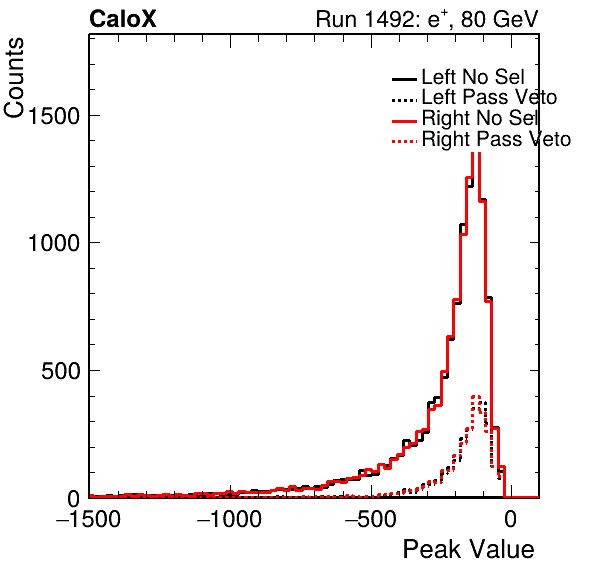 CaloX Run 1492: e+, 80 GeV
Counts
Left No Sel
Left Pass Veto
Right No Sel
Right Pass Veto
1500
1000
500
0
−1500 −1000 −500 0
Peak Value